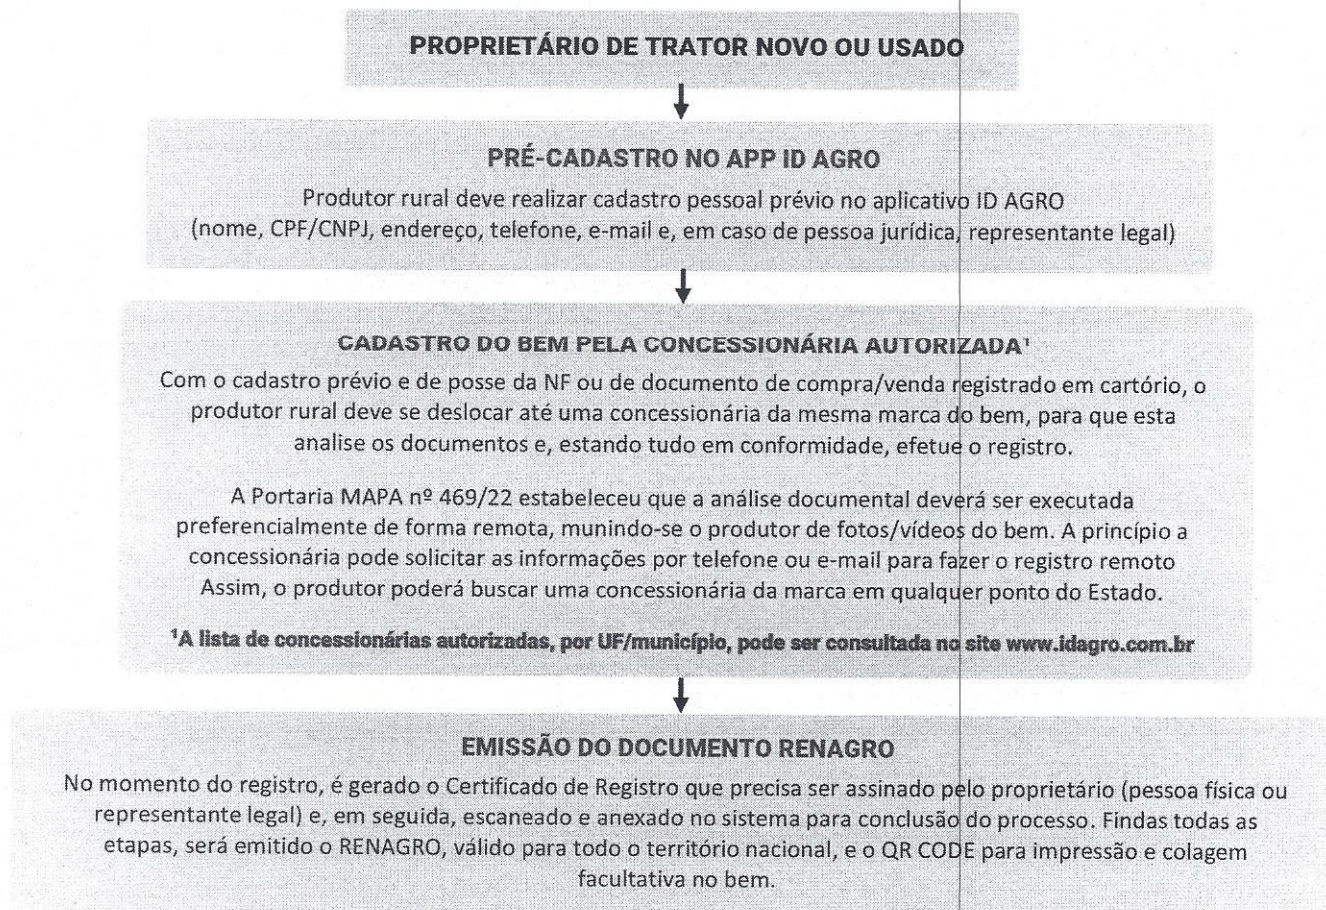 PROPRIETÁRIO DE TRATOR NOVO OU USADO
PRÉ-CADASTRO NO APP ID AGRO
Produtor rural deve realizar cadastro pessoal prévio no aplicativo ID AGRO
(nome, CPF/CNPJ, endereço, telefone, e-mail e, em caso de pessoa jurídica, representante legal)
CADASTRO DO BEM PELA CONCESSIONÁRIA AUTORIZADA¹
Com o cadastro prévio e de posse da NF ou de documento de compra/venda registrado em cartório, o
produtor rural deve se deslocar até uma concessionária da mesma marca do bem, para que esta
analise os documentos e, estando tudo em conformidade, efetue o registro.
A Portaria MAPA nº 469/22 estabeleceu que a análise documental deverá ser executada
preferencialmente de forma remota, munindo-se o produtor de fotos/vídeos do bem. A princípio a
concessionária pode solicitar as informações por telefone ou e-mail para fazer o registro remoto
Assim, o produtor poderá buscar uma concessionária da marca em qualquer ponto do Estado.
¹A lista de concessionárias autorizadas, por UF/município, pode ser consultada no site www.idagro.com.br
EMISSÃO DO DOCUMENTO RENAGRO
No momento do registro, é gerado o Certificado de Registro que precisa ser assinado pelo proprietário (pessoa física ou
representante legal) e, em seguida, escaneado e anexado no sistema para conclusão do processo. Findas todas as
etapas, será emitido o RENAGRO, válido para todo o território nacional, e o QR CODE para impressão e colagem
facultativa no bem.